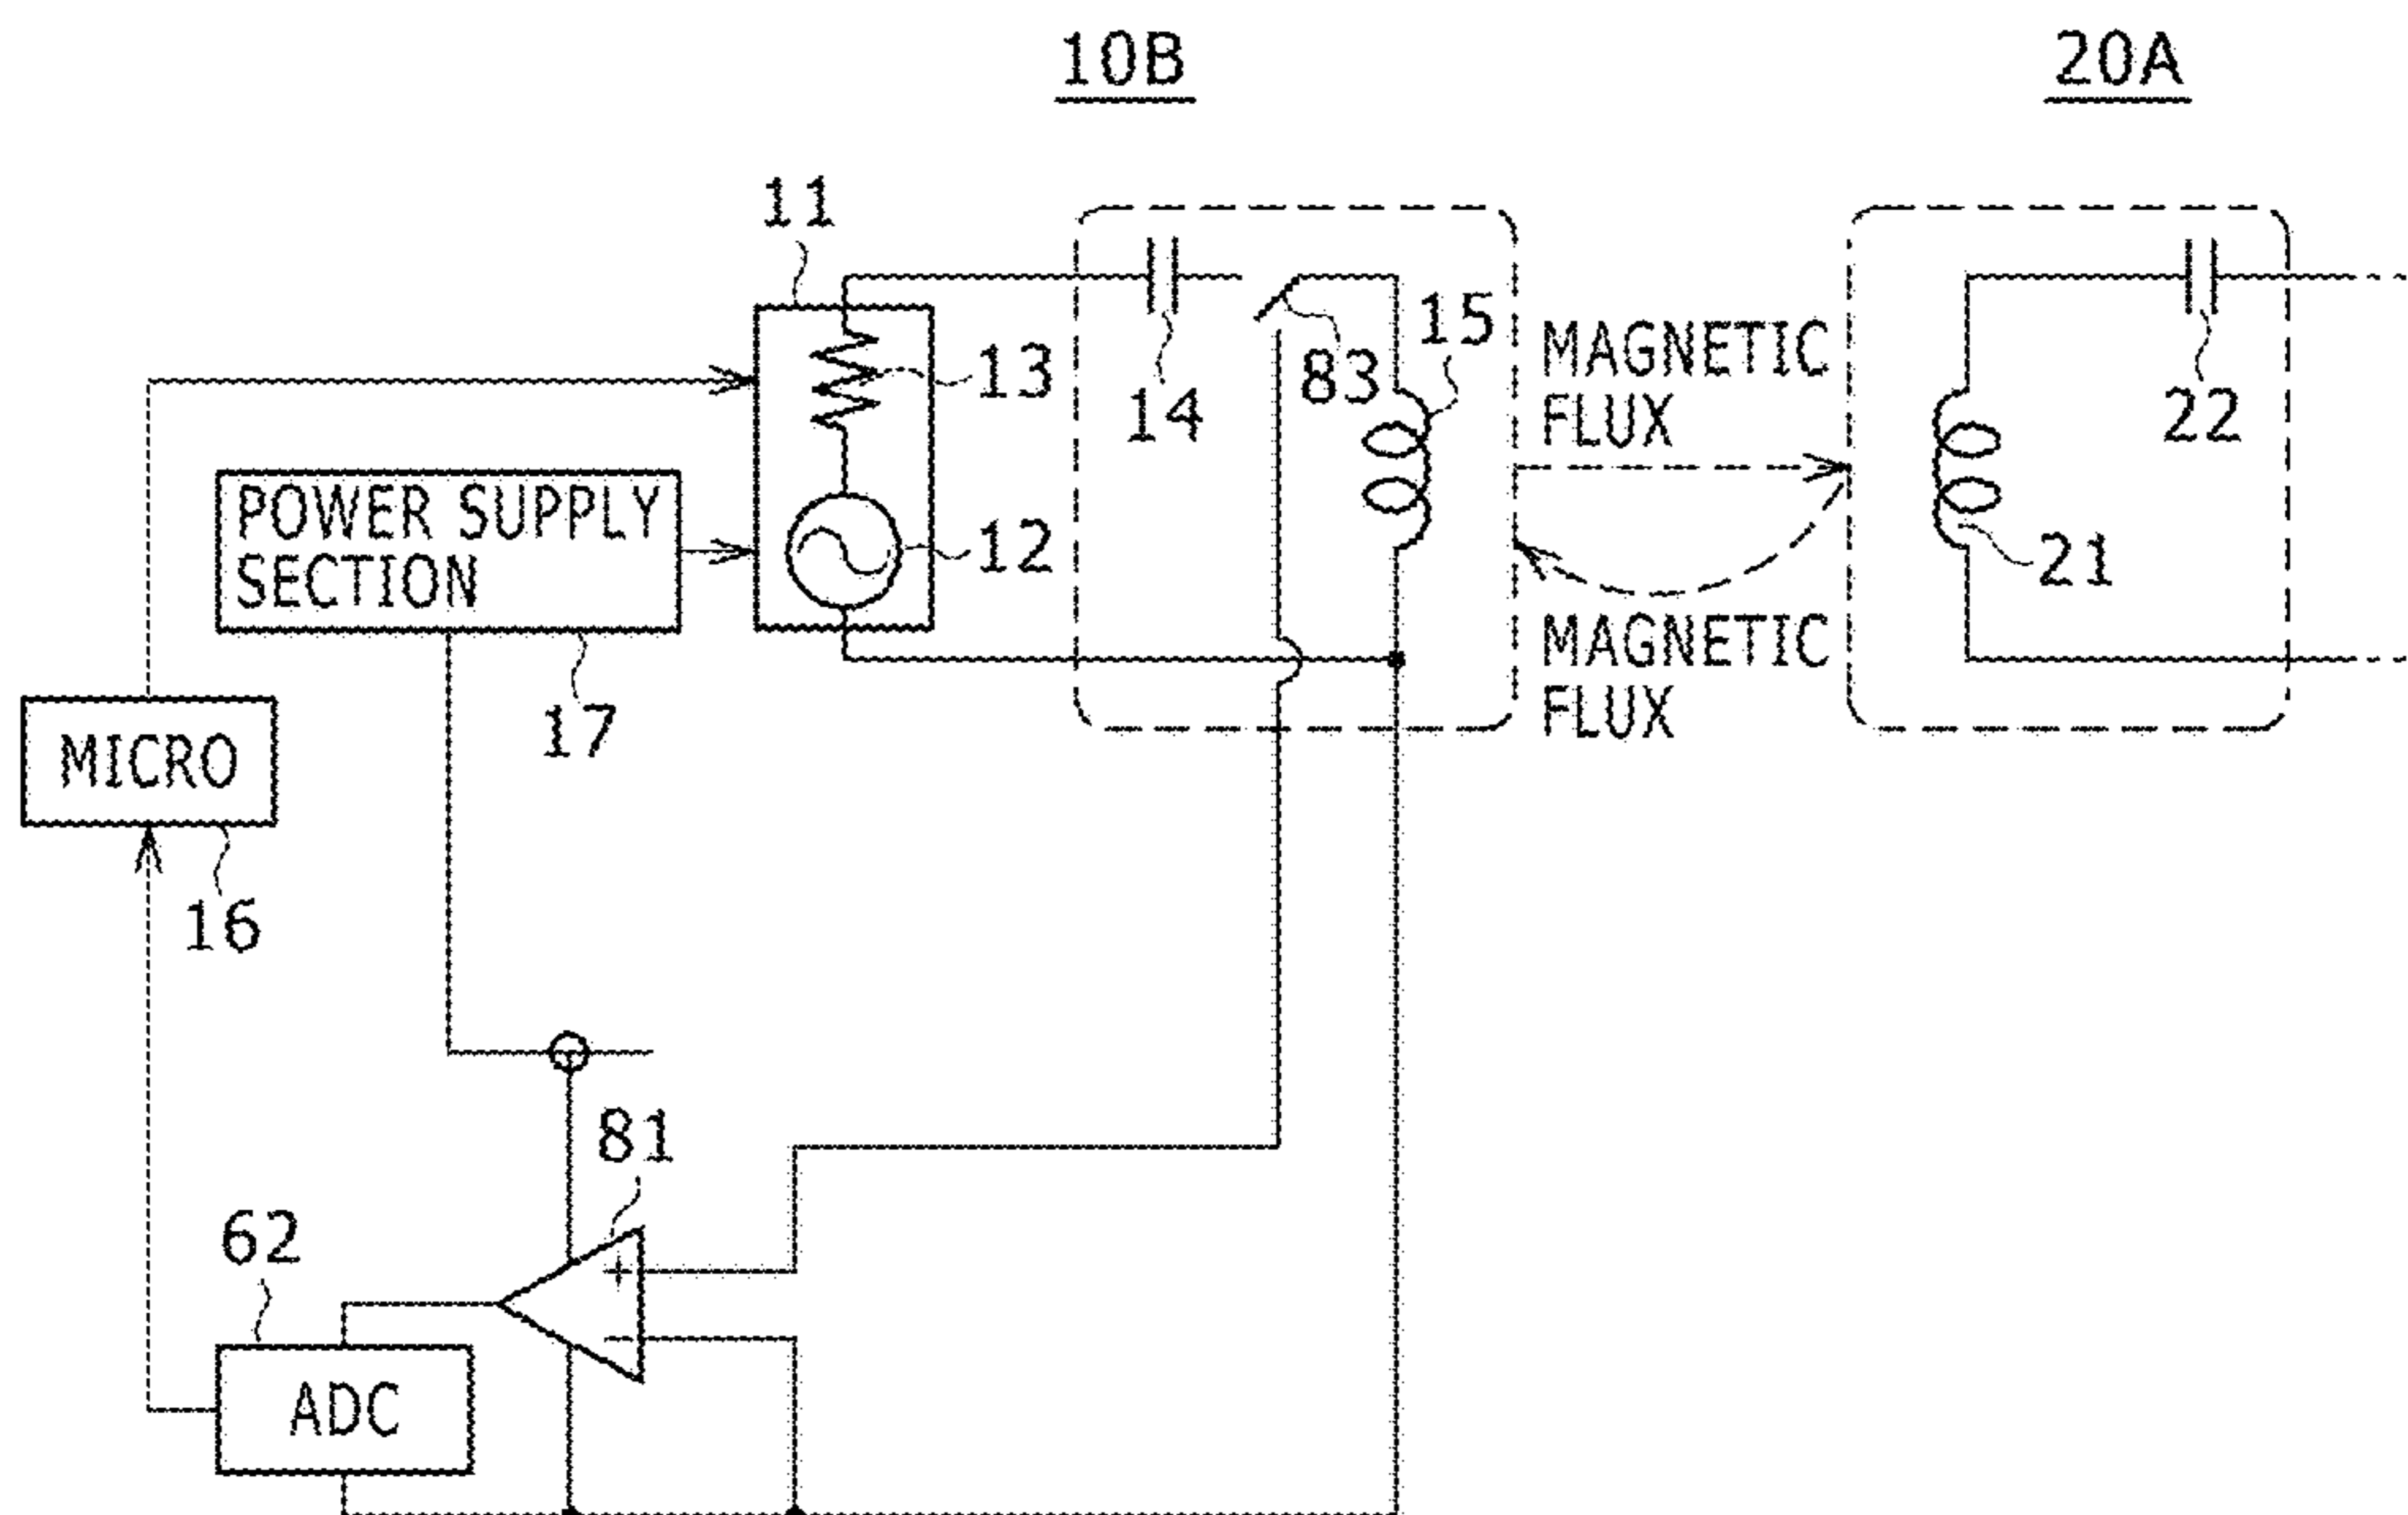 10B
20A
11
13
12
14
83
15
MAGNETIC
FLUX
MAGNETIC
FLUX
22
21
POWER SUPPLY
SECTION
17
MICRO
16
81
+
−
62
ADC